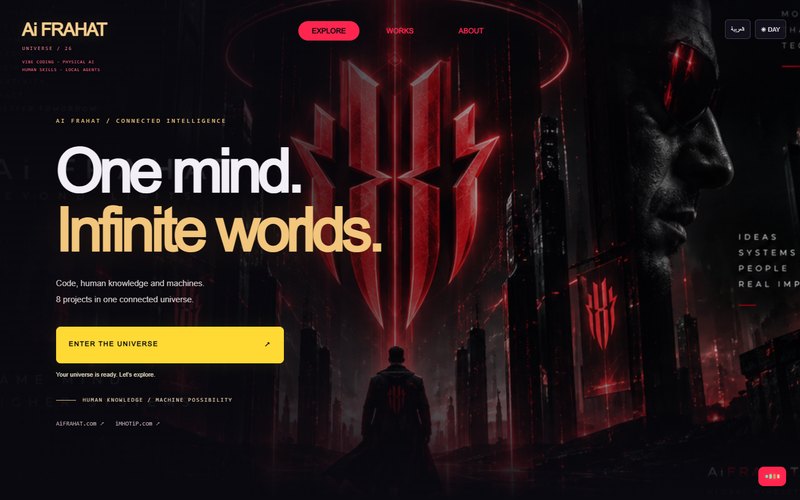 Ai FRAHAT
UNIVERSE / 26
VIBE CODING · PHYSICAL AI
HUMAN SKILLS · LOCAL AGENTS
EXPLORE
WORKS
ABOUT
العربية
☀ DAY
AI FRAHAT / CONNECTED INTELLIGENCE
One mind.
Infinite worlds.
Code, human knowledge and machines.
8 projects in one connected universe.
ENTER THE UNIVERSE ↗
Your universe is ready. Let's explore.
HUMAN KNOWLEDGE / MACHINE POSSIBILITY
AiFRAHAT.com ↗ iMHOTiP.com ↗
IDEAS
SYSTEMS
PEOPLE
REAL IMP